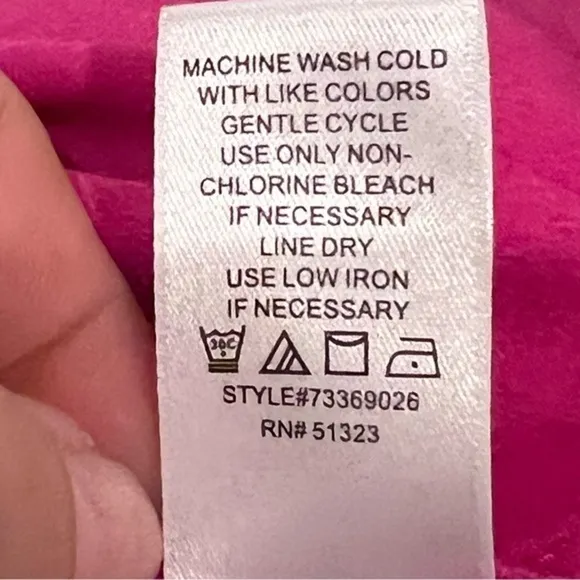 MACHINE WASH COLD
WITH LIKE COLORS
GENTLE CYCLE
USE ONLY NON-
CHLORINE BLEACH
IF NECESSARY
LINE DRY
USE LOW IRON
IF NECESSARY
30C
STYLE#73369026
RN# 51323